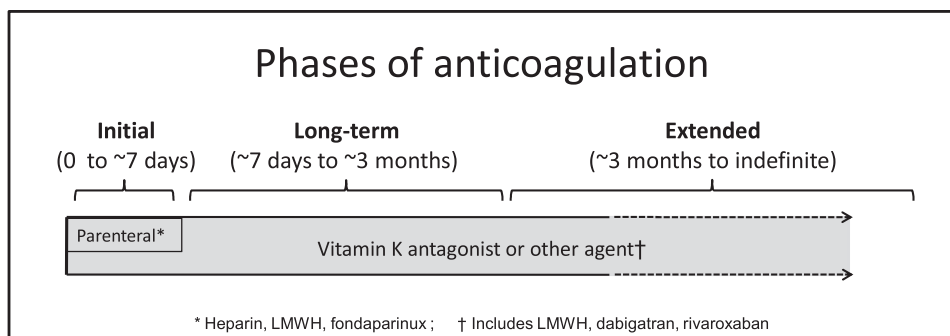 Phases of anticoagulation
Initial
(0 to ~7 days)
Long-term
(~7 days to ~3 months)
Extended
(~3 months to indefinite)
Parenteral*
Vitamin K antagonist or other agent†
* Heparin, LMWH, fondaparinux ; † Includes LMWH, dabigatran, rivaroxaban